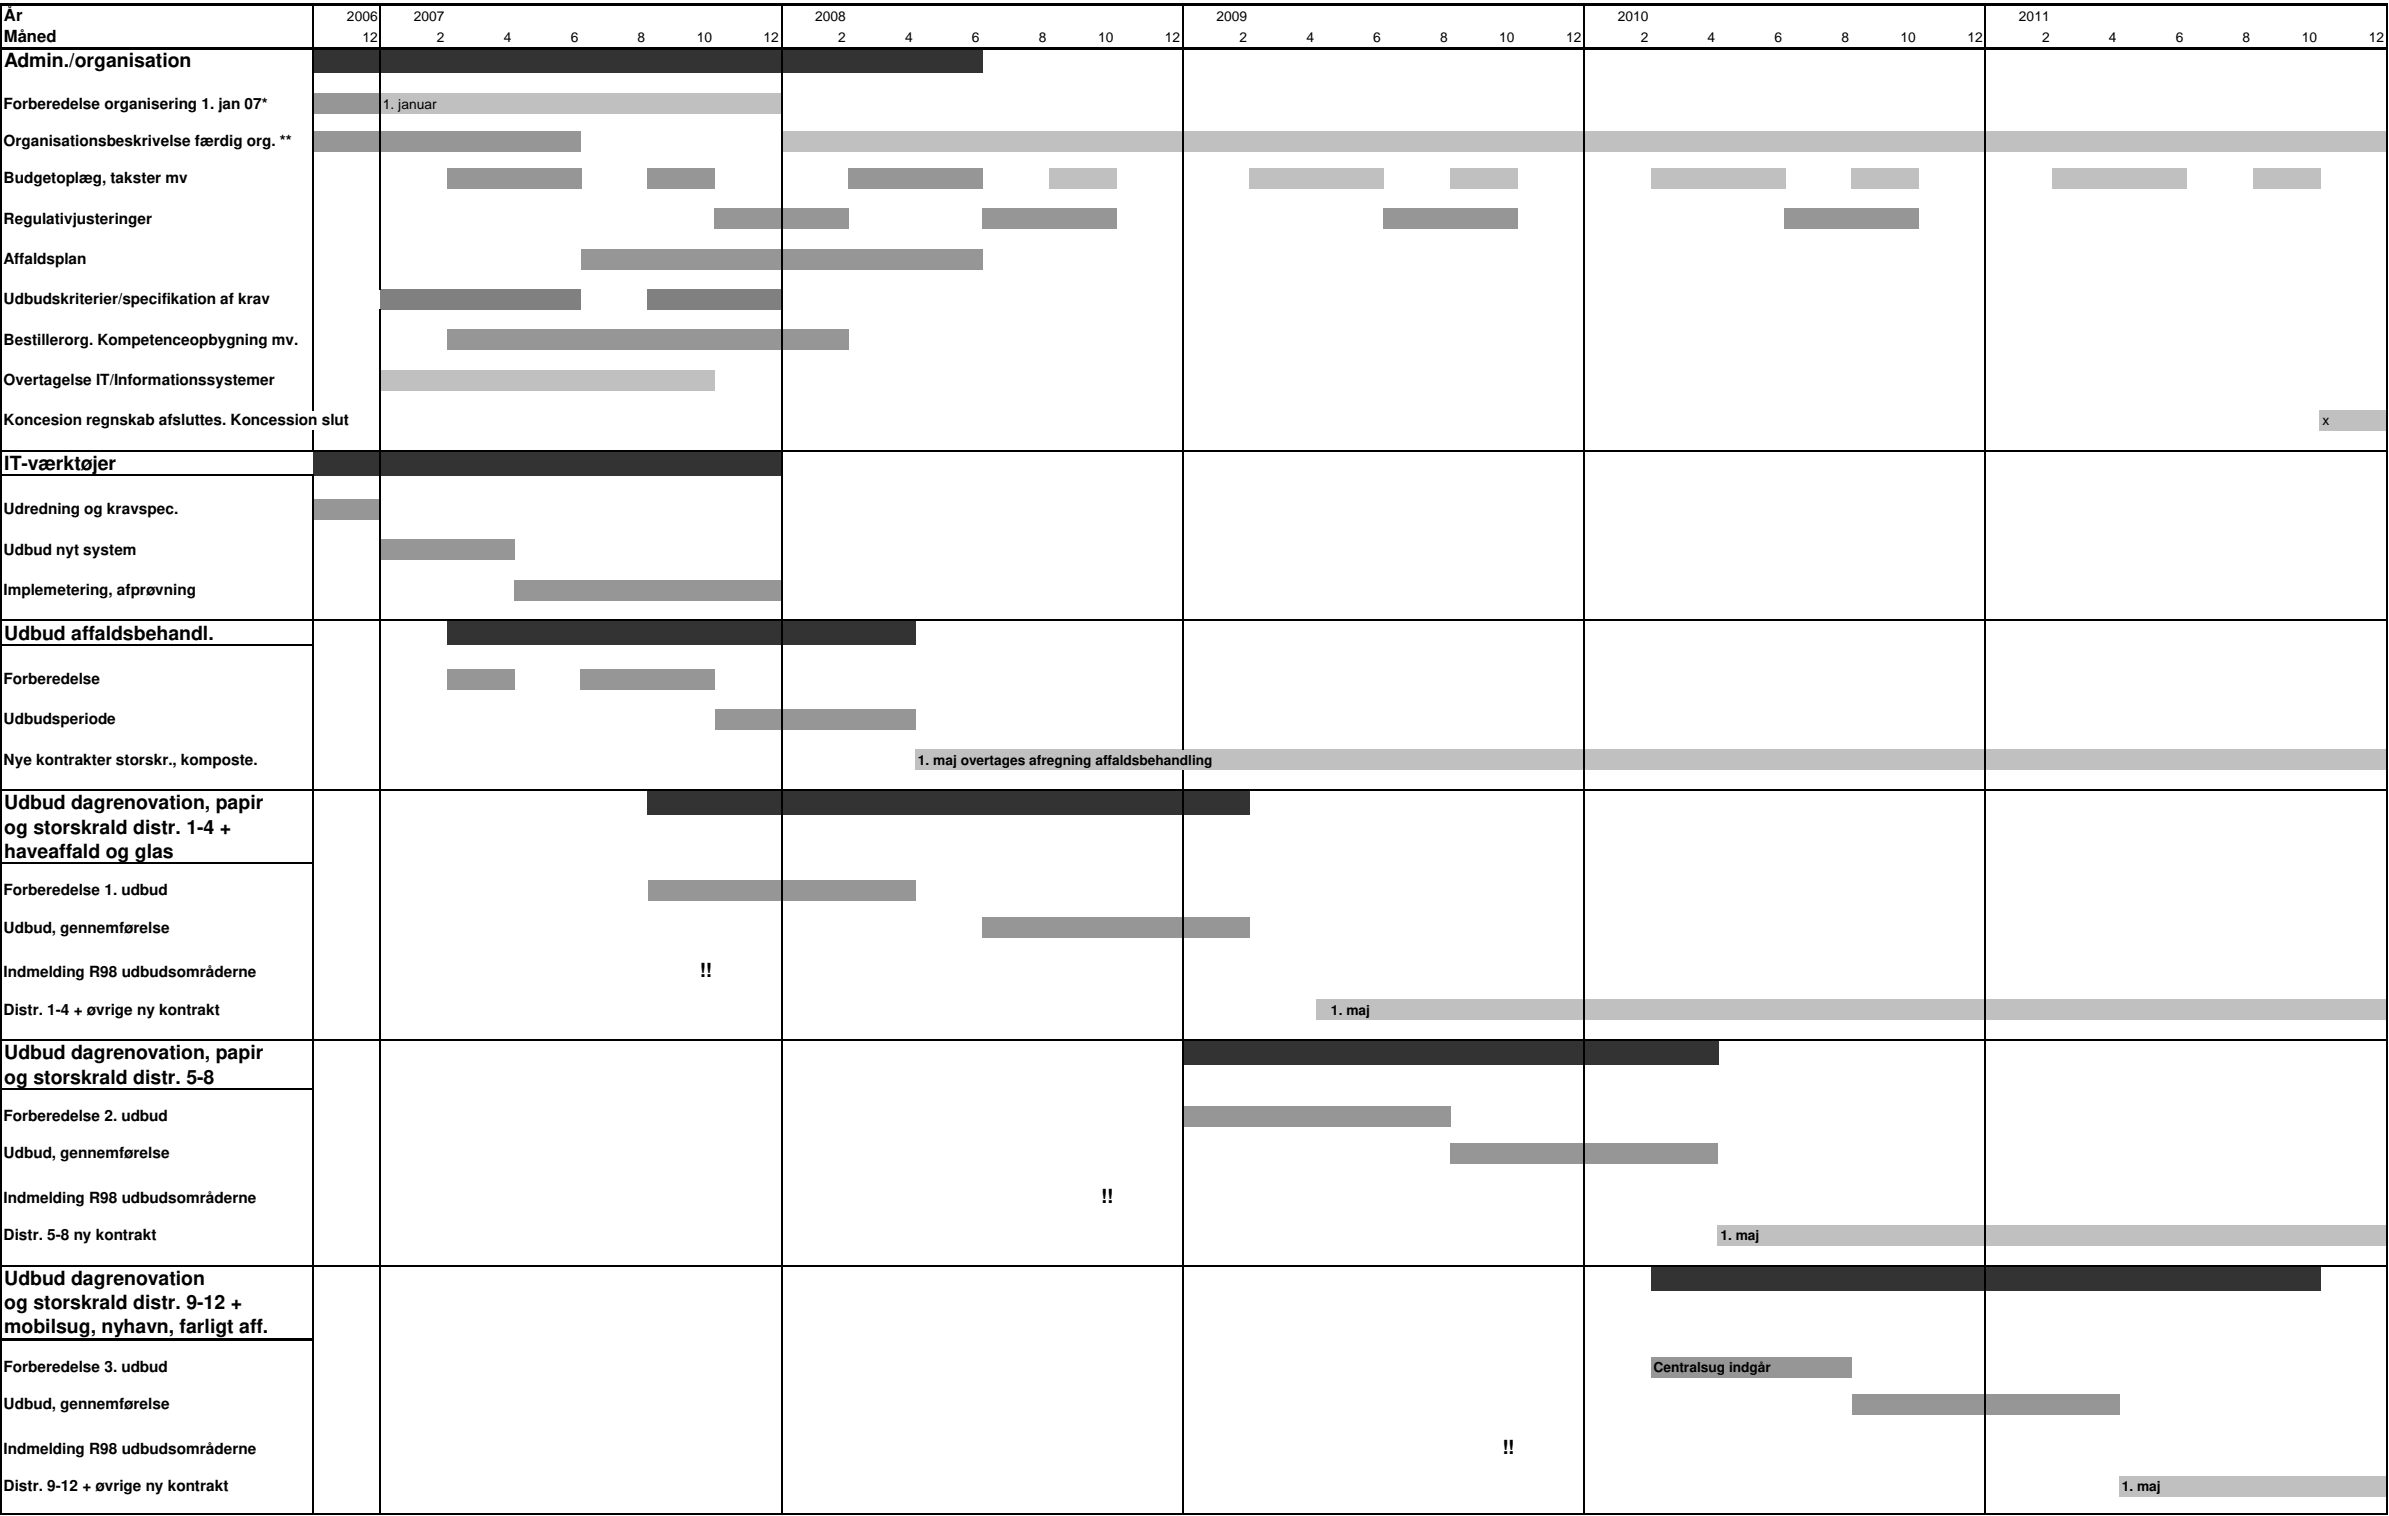 År 2006 2007 2008 2009 2010 2011
Måned 12 2 4 6 8 10 12 2 4 6 8 10 12 2 4 6 8 10 12 2 4 6 8 10 12 2 4 6 8 10 12
Admin./organisation
Forberedelse organisering 1. jan 07* 1. januar
Organisationsbeskrivelse færdig org. **
Budgetoplæg, takster mv
Regulativjusteringer
Affaldsplan
Udbudskriterier/specifikation af krav
Bestillerorg. Kompetenceopbygning mv.
Overtagelse IT/Informationssystemer
Koncesion regnskab afsluttes. Koncession slut x
IT-værktøjer
Udredning og kravspec.
Udbud nyt system
Implemetering, afprøvning
Udbud affaldsbehandl.
Forberedelse
Udbudsperiode
Nye kontrakter storskr., komposte. 1. maj overtages afregning affaldsbehandling
Udbud dagrenovation, papir
og storskrald distr. 1-4 +
haveaffald og glas
Forberedelse 1. udbud
Udbud, gennemførelse
Indmelding R98 udbudsområderne !!
Distr. 1-4 + øvrige ny kontrakt 1. maj
Udbud dagrenovation, papir
og storskrald distr. 5-8
Forberedelse 2. udbud
Udbud, gennemførelse
Indmelding R98 udbudsområderne !!
Distr. 5-8 ny kontrakt 1. maj
Udbud dagrenovation
og storskrald distr. 9-12 +
mobilsug, nyhavn, farligt aff.
Forberedelse 3. udbud Centralsug indgår
Udbud, gennemførelse
Indmelding R98 udbudsområderne !!
Distr. 9-12 + øvrige ny kontrakt 1. maj